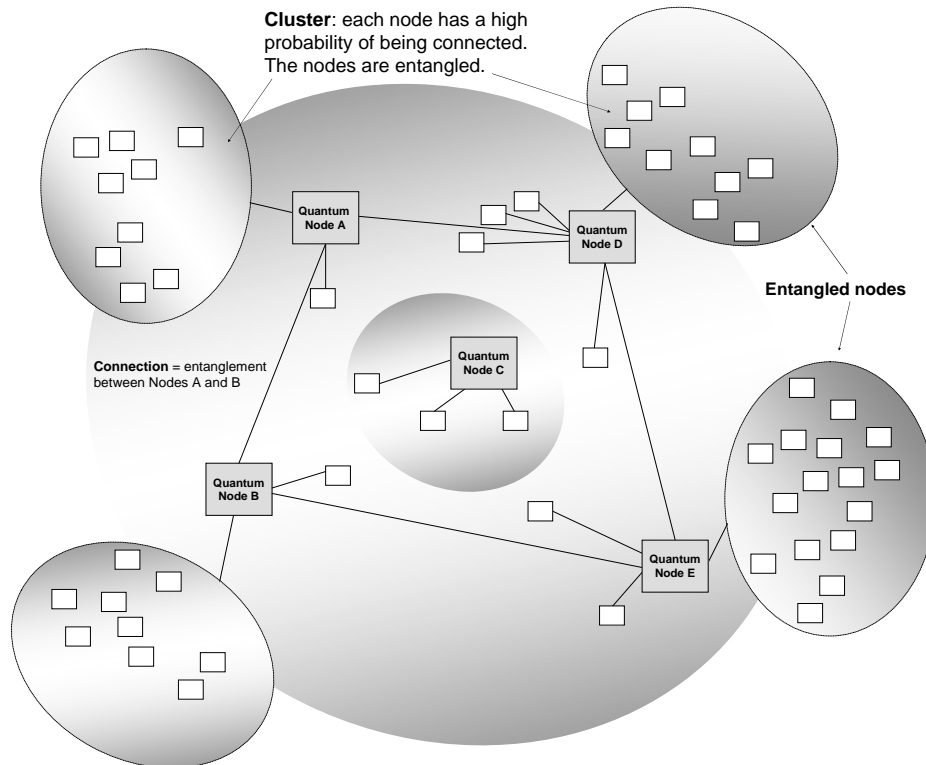 Cluster: each node has a high
probability of being connected.
The nodes are entangled.
Quantum
Node A
Quantum
Node D
Entangled nodes
Quantum
Node C
Connection = entanglement
between Nodes A and B
Quantum
Node B
Quantum
Node E